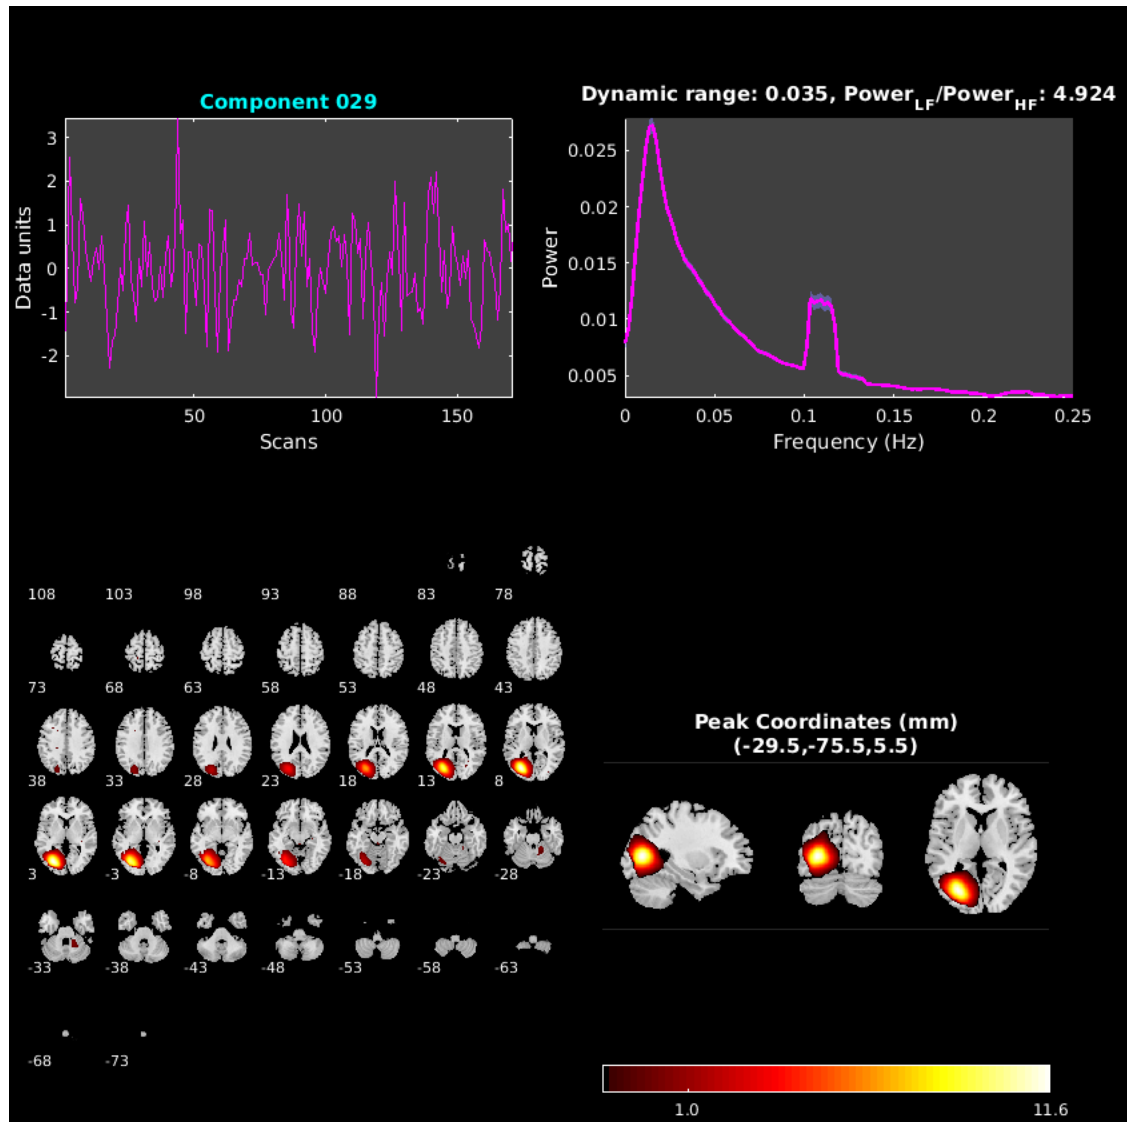 Component 029
Data units
3
2
1
0
-1
-2
50 100 150
Scans
Dynamic range: 0.035, Power_LF/Power_HF: 4.924
Power
0.025
0.02
0.015
0.01
0.005
0 0.05 0.1 0.15 0.2 0.25
Frequency (Hz)
108 103 98 93 88 83 78
73 68 63 58 53 48 43
38 33 28 23 18 13 8
3 -3 -8 -13 -18 -23 -28
-33 -38 -43 -48 -53 -58 -63
-68 -73
Peak Coordinates (mm)
(-29.5,-75.5,5.5)
1.0 11.6